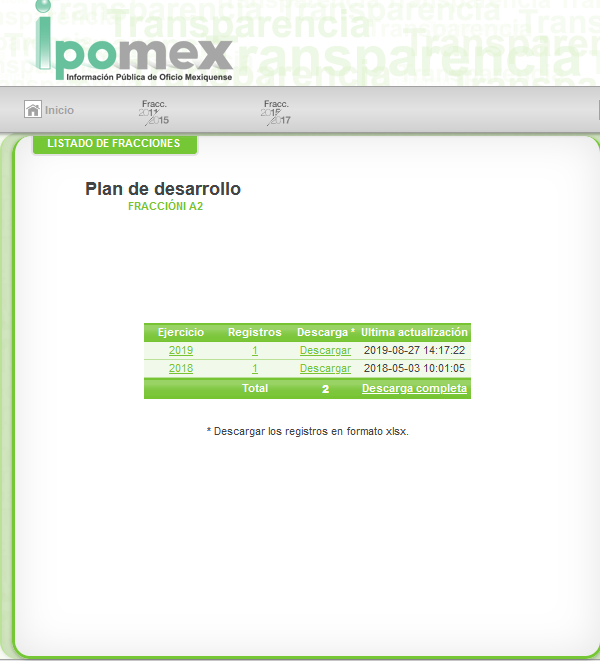 Transparencia
ipomex
Información Pública de Oficio Mexiquense
Inicio
Fracc.
Fracc.
2015
2017
LISTADO DE FRACCIONES
Plan de desarrollo
FRACCIÓNI A2
Ejercicio Registros Descarga * Ultima actualización
2019 1 Descargar 2019-08-27 14:17:22
2018 1 Descargar 2018-05-03 10:01:05
Total 2 Descarga completa
* Descargar los registros en formato xlsx.